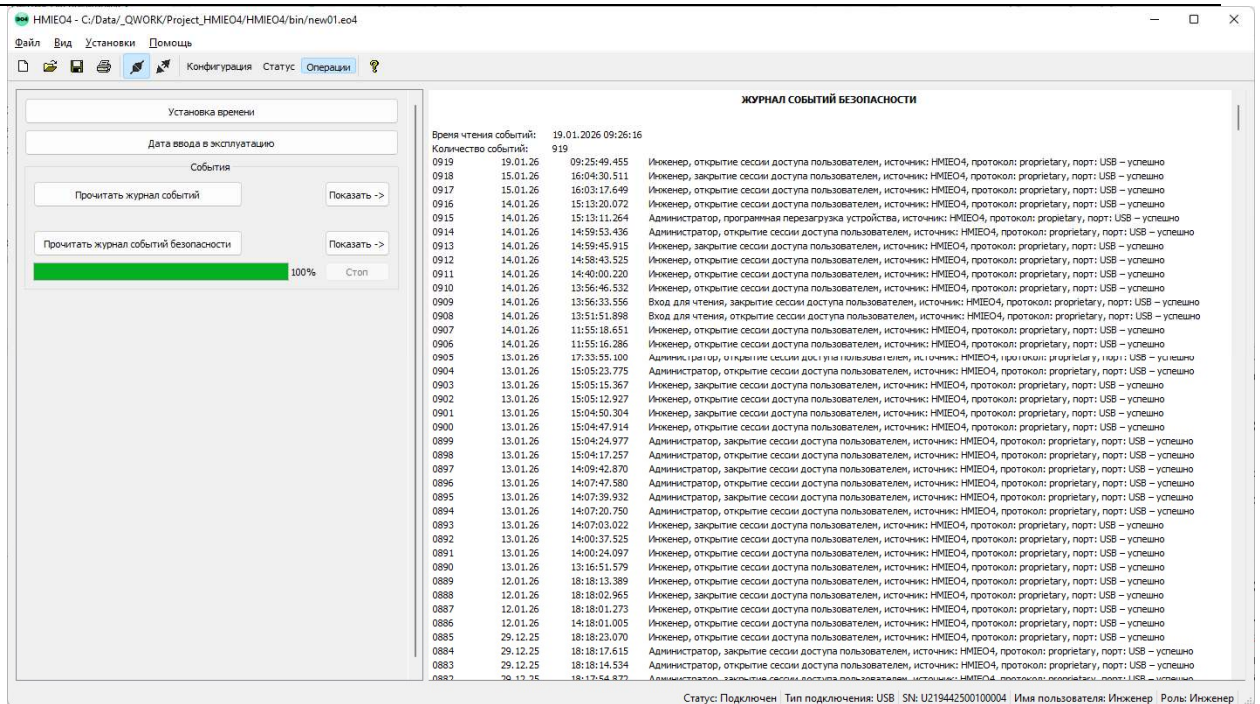 HMIEO4 - C:/Data/_QWORK/Project_HMIEO4/HMIEO4/bin/new01.eo4
Файл Вид Установки Помощь
Конфигурация Статус Операции
Установка времени
Дата ввода в эксплуатацию
События
Прочитать журнал событий Показать ->
Прочитать журнал событий безопасности Показать ->
100% Стоп
ЖУРНАЛ СОБЫТИЙ БЕЗОПАСНОСТИ
Время чтения событий: 19.01.2026 09:26:16
Количество событий: 919
0919 19.01.26 09:25:49.455 Инженер, открытие сессии доступа пользователем, источник: HMIEO4, протокол: proprietary, порт: USB – успешно
0918 15.01.26 16:04:30.511 Инженер, закрытие сессии доступа пользователем, источник: HMIEO4, протокол: proprietary, порт: USB – успешно
0917 15.01.26 16:03:17.649 Инженер, открытие сессии доступа пользователем, источник: HMIEO4, протокол: proprietary, порт: USB – успешно
0916 14.01.26 15:13:20.072 Инженер, открытие сессии доступа пользователем, источник: HMIEO4, протокол: proprietary, порт: USB – успешно
0915 14.01.26 15:13:11.264 Администратор, программная перезагрузка устройства, источник: HMIEO4, протокол: propietary, порт: USB – успешно
0914 14.01.26 14:59:53.436 Администратор, открытие сессии доступа пользователем, источник: HMIEO4, протокол: proprietary, порт: USB – успешно
0913 14.01.26 14:59:45.915 Инженер, закрытие сессии доступа пользователем, источник: HMIEO4, протокол: proprietary, порт: USB – успешно
0912 14.01.26 14:58:43.525 Инженер, открытие сессии доступа пользователем, источник: HMIEO4, протокол: proprietary, порт: USB – успешно
0911 14.01.26 14:40:00.220 Инженер, открытие сессии доступа пользователем, источник: HMIEO4, протокол: proprietary, порт: USB – успешно
0910 14.01.26 13:56:46.532 Инженер, открытие сессии доступа пользователем, источник: HMIEO4, протокол: proprietary, порт: USB – успешно
0909 14.01.26 13:56:33.556 Вход для чтения, закрытие сессии доступа пользователем, источник: HMIEO4, протокол: proprietary, порт: USB – успешно
0908 14.01.26 13:51:51.898 Вход для чтения, открытие сессии доступа пользователем, источник: HMIEO4, протокол: proprietary, порт: USB – успешно
0907 14.01.26 11:55:18.651 Инженер, открытие сессии доступа пользователем, источник: HMIEO4, протокол: proprietary, порт: USB – успешно
0906 14.01.26 11:55:16.286 Инженер, закрытие сессии доступа пользователем, источник: HMIEO4, протокол: proprietary, порт: USB – успешно
0905 13.01.26 17:33:55.100 Администратор, открытие сессии доступа пользователем, источник: HMIEO4, протокол: proprietary, порт: USB – успешно
0904 13.01.26 15:05:23.775 Администратор, открытие сессии доступа пользователем, источник: HMIEO4, протокол: proprietary, порт: USB – успешно
0903 13.01.26 15:05:15.367 Инженер, закрытие сессии доступа пользователем, источник: HMIEO4, протокол: proprietary, порт: USB – успешно
0902 13.01.26 15:05:12.927 Инженер, открытие сессии доступа пользователем, источник: HMIEO4, протокол: proprietary, порт: USB – успешно
0901 13.01.26 15:04:50.304 Инженер, закрытие сессии доступа пользователем, источник: HMIEO4, протокол: proprietary, порт: USB – успешно
0900 13.01.26 15:04:47.914 Инженер, открытие сессии доступа пользователем, источник: HMIEO4, протокол: proprietary, порт: USB – успешно
0899 13.01.26 15:04:24.977 Администратор, закрытие сессии доступа пользователем, источник: HMIEO4, протокол: proprietary, порт: USB – успешно
0898 13.01.26 15:04:17.257 Администратор, открытие сессии доступа пользователем, источник: HMIEO4, протокол: proprietary, порт: USB – успешно
0897 13.01.26 14:09:42.870 Администратор, закрытие сессии доступа пользователем, источник: HMIEO4, протокол: proprietary, порт: USB – успешно
0896 13.01.26 14:07:47.580 Администратор, открытие сессии доступа пользователем, источник: HMIEO4, протокол: proprietary, порт: USB – успешно
0895 13.01.26 14:07:39.932 Администратор, закрытие сессии доступа пользователем, источник: HMIEO4, протокол: proprietary, порт: USB – успешно
0894 13.01.26 14:07:20.750 Администратор, открытие сессии доступа пользователем, источник: HMIEO4, протокол: proprietary, порт: USB – успешно
0893 13.01.26 14:07:03.022 Инженер, закрытие сессии доступа пользователем, источник: HMIEO4, протокол: proprietary, порт: USB – успешно
0892 13.01.26 14:00:37.525 Инженер, открытие сессии доступа пользователем, источник: HMIEO4, протокол: proprietary, порт: USB – успешно
0891 13.01.26 14:00:24.097 Инженер, открытие сессии доступа пользователем, источник: HMIEO4, протокол: proprietary, порт: USB – успешно
0890 13.01.26 13:16:51.579 Инженер, открытие сессии доступа пользователем, источник: HMIEO4, протокол: proprietary, порт: USB – успешно
0889 12.01.26 18:18:13.389 Инженер, открытие сессии доступа пользователем, источник: HMIEO4, протокол: proprietary, порт: USB – успешно
0888 12.01.26 18:18:02.965 Инженер, закрытие сессии доступа пользователем, источник: HMIEO4, протокол: proprietary, порт: USB – успешно
0887 12.01.26 18:18:01.273 Инженер, открытие сессии доступа пользователем, источник: HMIEO4, протокол: proprietary, порт: USB – успешно
0886 12.01.26 14:18:01.005 Инженер, открытие сессии доступа пользователем, источник: HMIEO4, протокол: proprietary, порт: USB – успешно
0885 29.12.25 18:18:23.070 Инженер, открытие сессии доступа пользователем, источник: HMIEO4, протокол: proprietary, порт: USB – успешно
0884 29.12.25 18:18:17.615 Администратор, закрытие сессии доступа пользователем, источник: HMIEO4, протокол: proprietary, порт: USB – успешно
0883 29.12.25 18:18:14.534 Администратор, открытие сессии доступа пользователем, источник: HMIEO4, протокол: proprietary, порт: USB – успешно
0882 29.12.25 18:17:54.872 Администратор, закрытие сессии доступа пользователем, источник: HMIEO4, протокол: proprietary, порт: USB – успешно
Статус: Подключен Тип подключения: USB SN: U219442500100004 Имя пользователя: Инженер Роль: Инженер